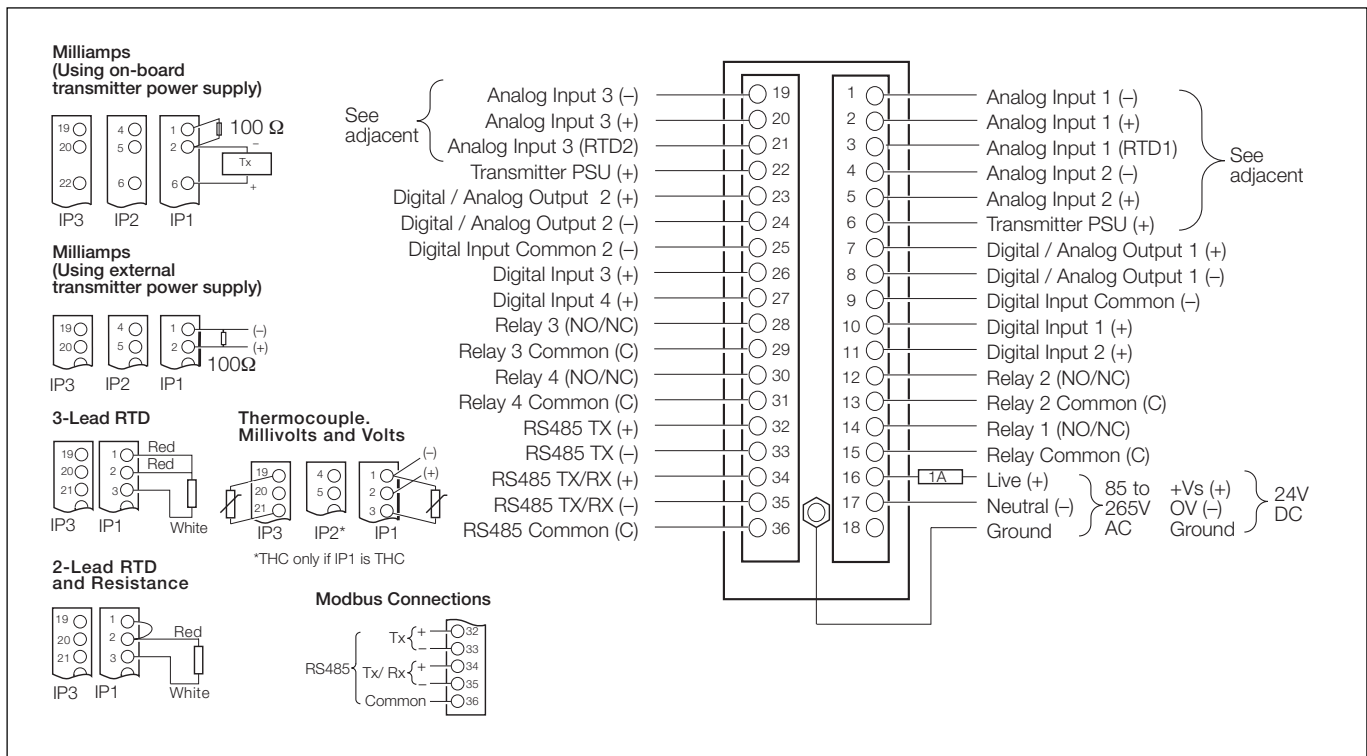 Milliamps
(Using on-board
transmitter power supply)
19
20
22
IP3
4
5
6
IP2
1
2
6
IP1
100 Ω
–
Tx
+
Milliamps
(Using external
transmitter power supply)
19
20
IP3
4
5
IP2
1
2
IP1
(–)
(+)
100Ω
3-Lead RTD
19
20
21
IP3
1
2
3
IP1
Red
Red
White
Thermocouple.
Millivolts and Volts
19
20
21
IP3
4
5
IP2*
1
2
3
IP1
(–)
(+)
*THC only if IP1 is THC
2-Lead RTD
and Resistance
19
20
21
IP3
1
2
3
IP1
Red
White
Modbus Connections
RS485
Tx + 32
– 33
Tx/ Rx + 34
– 35
Common 36
See
adjacent
Analog Input 3 (–) 19
Analog Input 3 (+) 20
Analog Input 3 (RTD2) 21
Transmitter PSU (+) 22
Digital / Analog Output 2 (+) 23
Digital / Analog Output 2 (–) 24
Digital Input Common 2 (–) 25
Digital Input 3 (+) 26
Digital Input 4 (+) 27
Relay 3 (NO/NC) 28
Relay 3 Common (C) 29
Relay 4 (NO/NC) 30
Relay 4 Common (C) 31
RS485 TX (+) 32
RS485 TX (–) 33
RS485 TX/RX (+) 34
RS485 TX/RX (–) 35
RS485 Common (C) 36
1 Analog Input 1 (–)
2 Analog Input 1 (+)
3 Analog Input 1 (RTD1)
4 Analog Input 2 (–)
5 Analog Input 2 (+)
6 Transmitter PSU (+)
See
adjacent
7 Digital / Analog Output 1 (+)
8 Digital / Analog Output 1 (–)
9 Digital Input Common (–)
10 Digital Input 1 (+)
11 Digital Input 2 (+)
12 Relay 2 (NO/NC)
13 Relay 2 Common (C)
14 Relay 1 (NO/NC)
15 Relay Common (C)
16 1A Live (+)
17 Neutral (–)
18 Ground
85 to
265V
AC
+Vs (+)
OV (–)
Ground
24V
DC